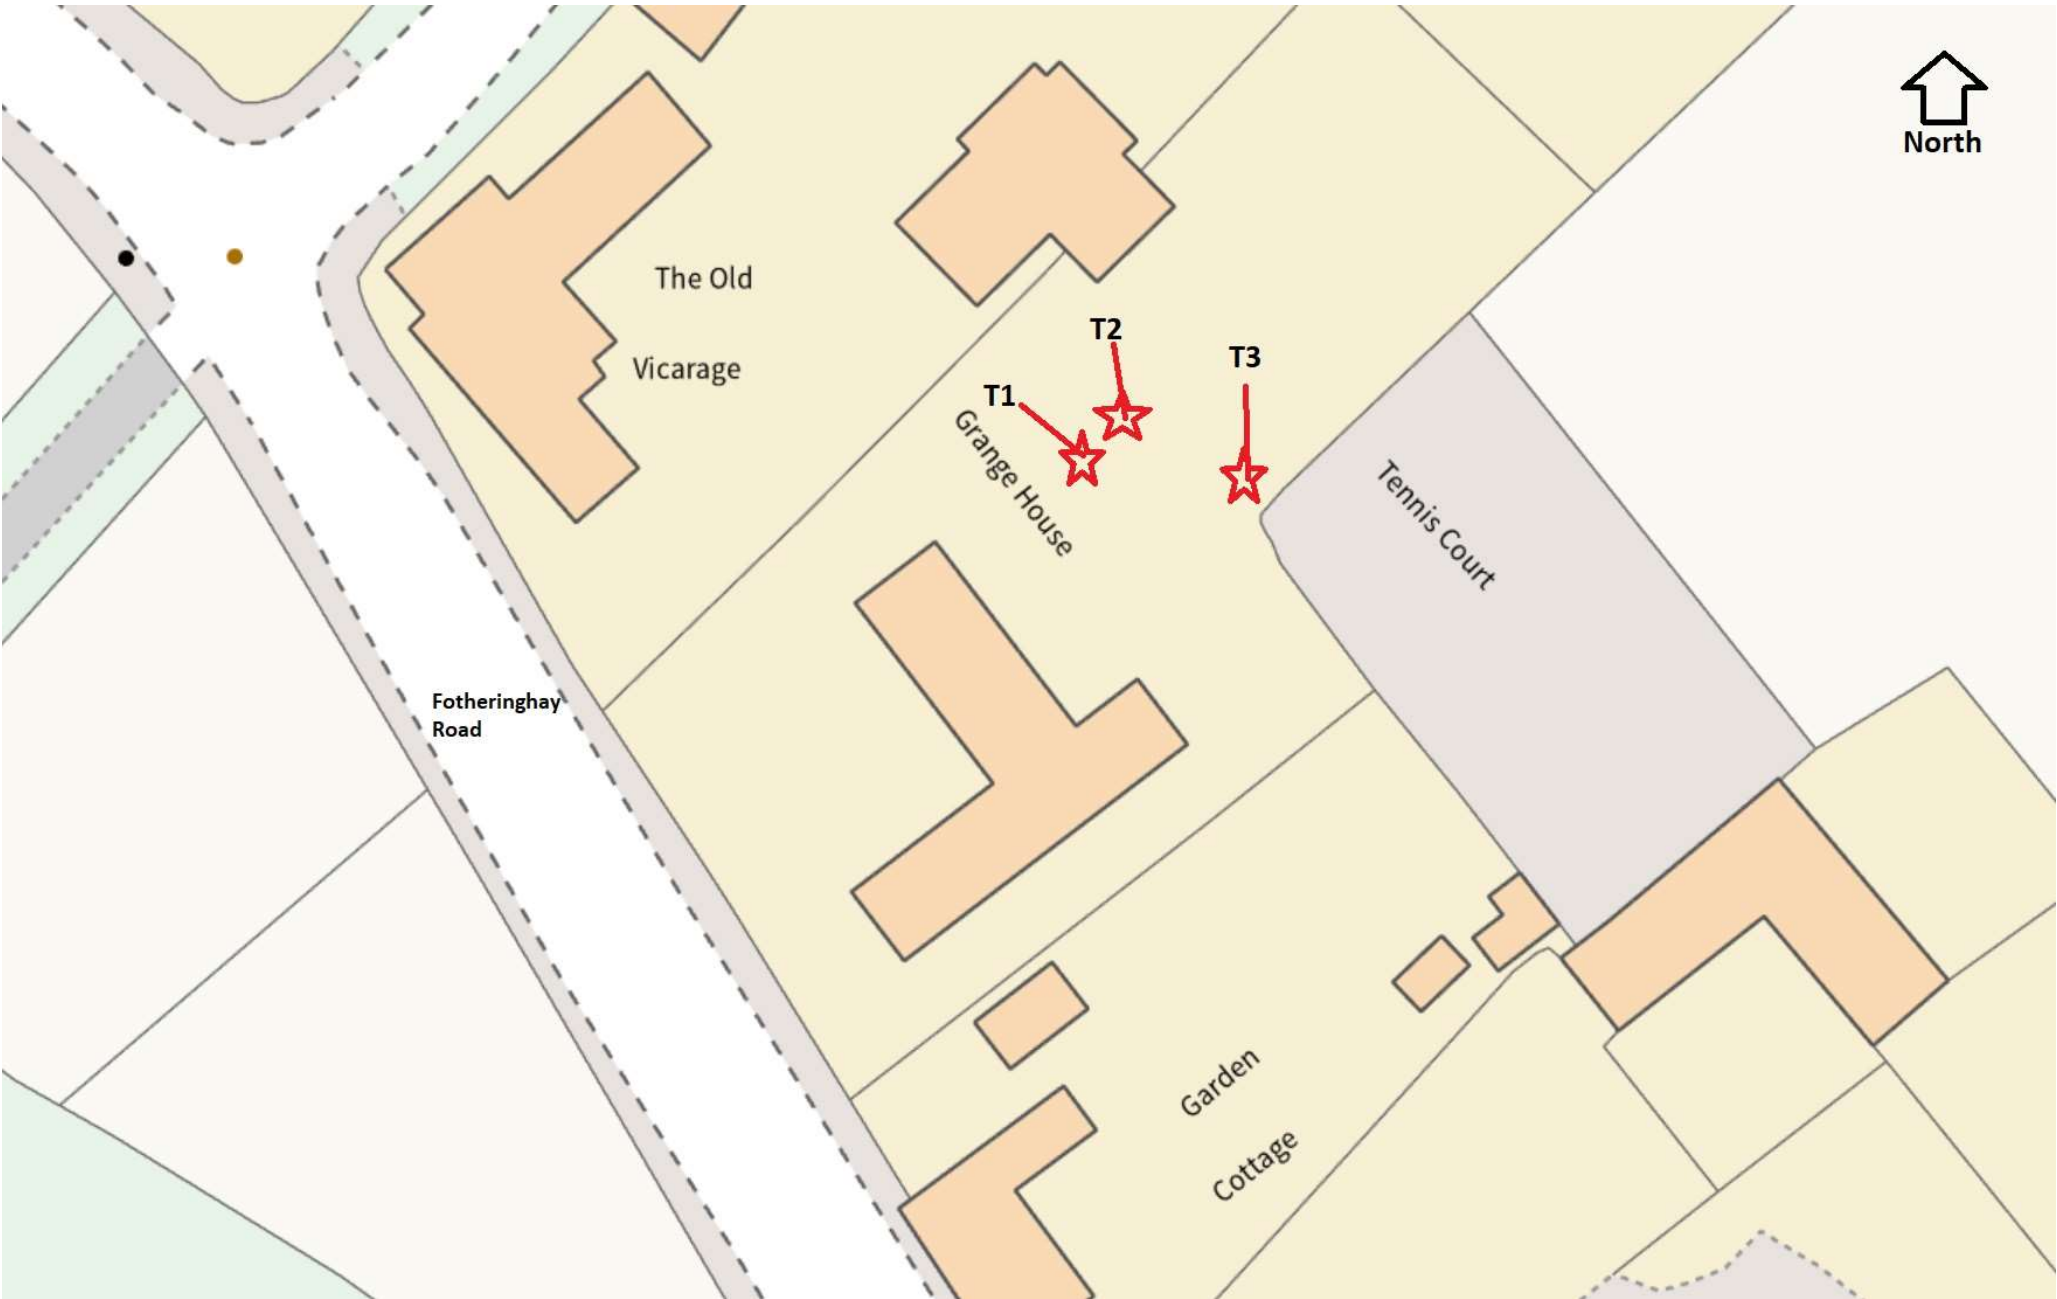 North
The Old
Vicarage
T2
T3
T1
Grange House
Tennis Court
Fotheringhay
Road
Garden
Cottage